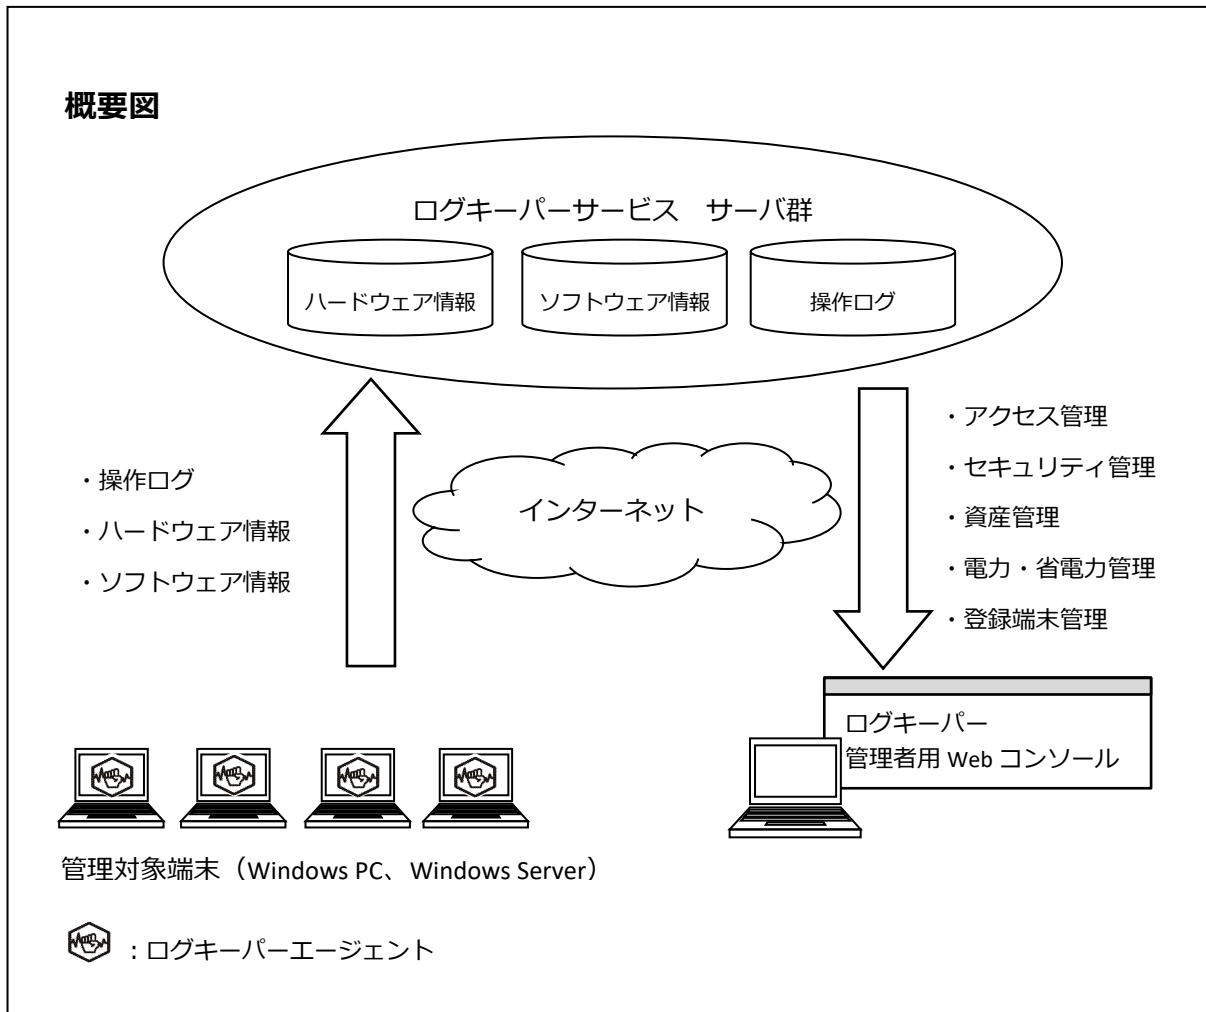 概要図
ログキーパーサービス　サーバ群
ハードウェア情報
ソフトウェア情報
操作ログ
・操作ログ
・ハードウェア情報
・ソフトウェア情報
インターネット
・アクセス管理
・セキュリティ管理
・資産管理
・電力・省電力管理
・登録端末管理
ログキーパー
管理者用 Web コンソール
管理対象端末（Windows PC、Windows Server）
：ログキーパーエージェント